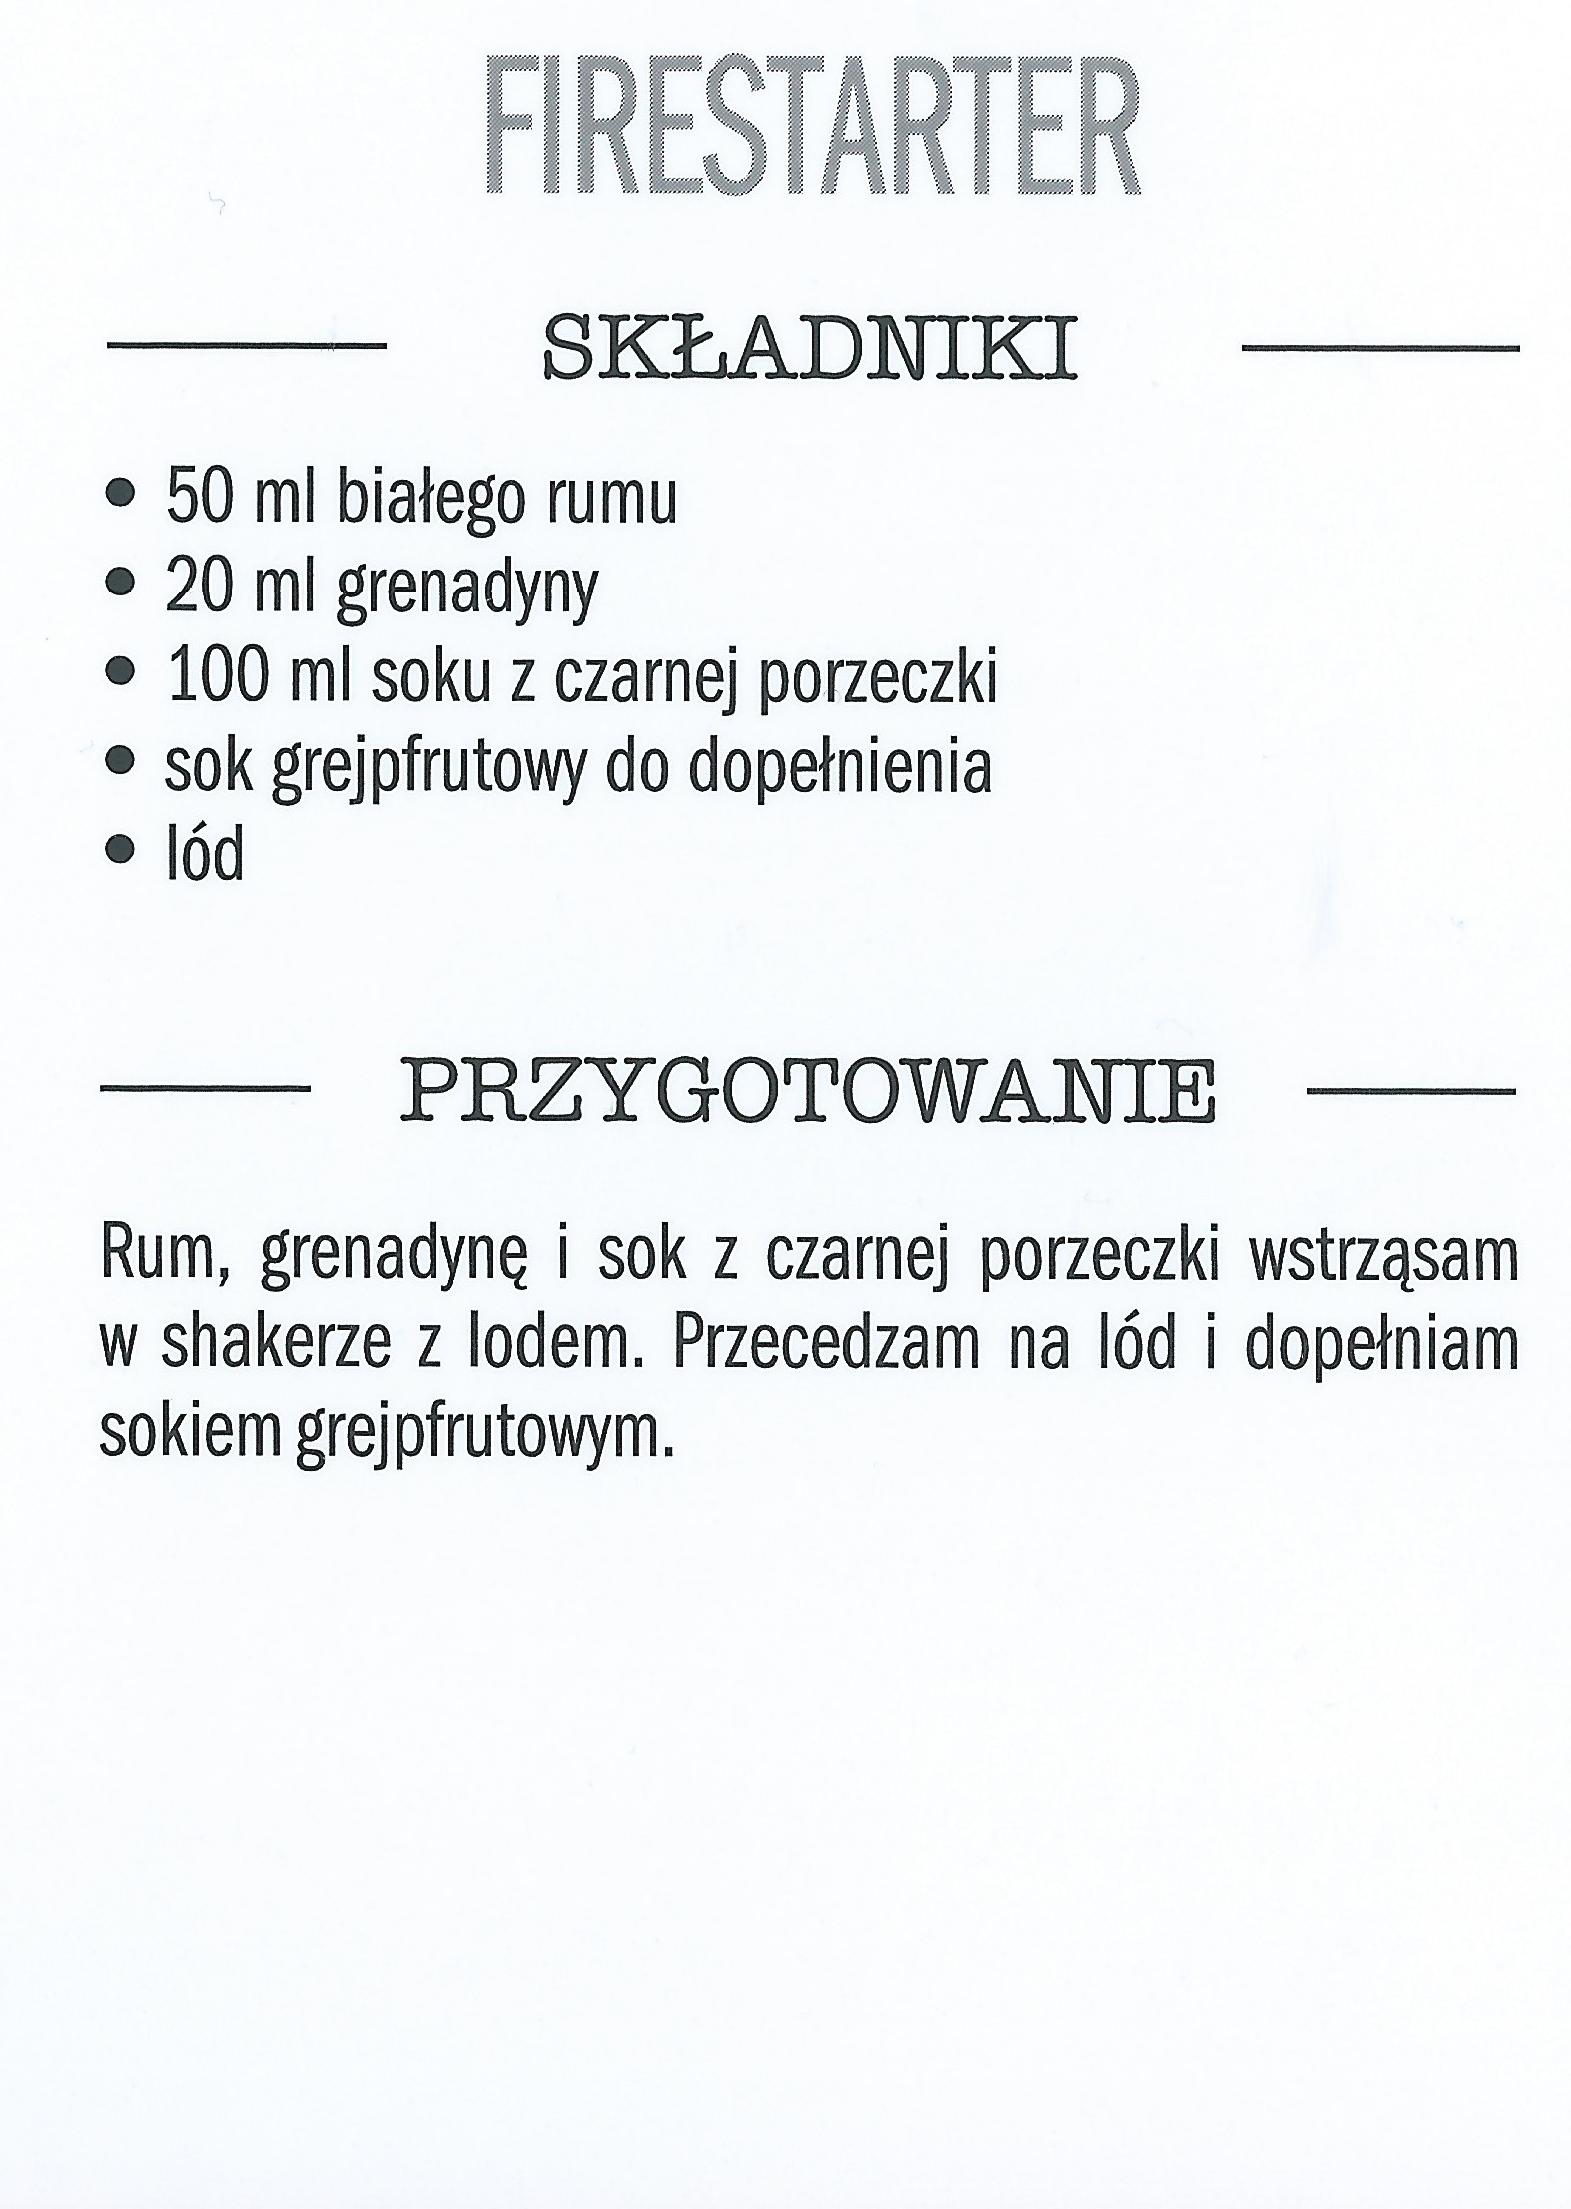 FIRESTARTER
SKŁADNIKI
• 50 ml białego rumu
• 20 ml grenadyny
• 100 ml soku z czarnej porzeczki
• sok grejpfrutowy do dopełnienia
• lód
PRZYGOTOWANIE
Rum, grenadynę i sok z czarnej porzeczki wstrząsam
w shakerze z lodem. Przecedzam na lód i dopełniam
sokiem grejpfrutowym.